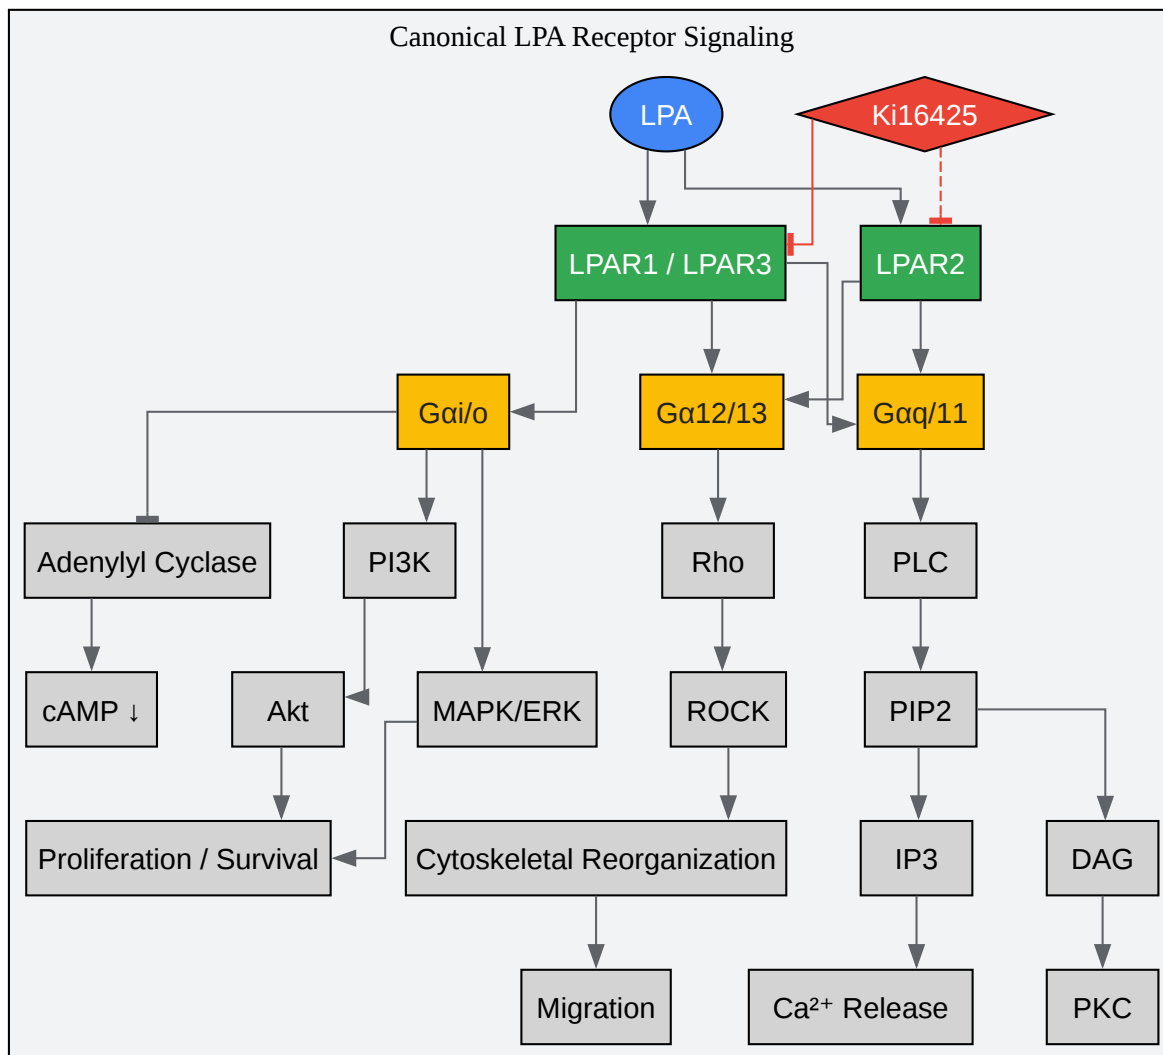 Canonical LPA Receptor Signaling
LPA
Ki16425
LPAR1 / LPAR3
LPAR2
Gαi/o
Gα12/13
Gαq/11
Adenylyl Cyclase
PI3K
Rho
PLC
cAMP ↓
Akt
MAPK/ERK
ROCK
PIP2
Proliferation / Survival
Cytoskeletal Reorganization
IP3
DAG
Migration
Ca²⁺ Release
PKC